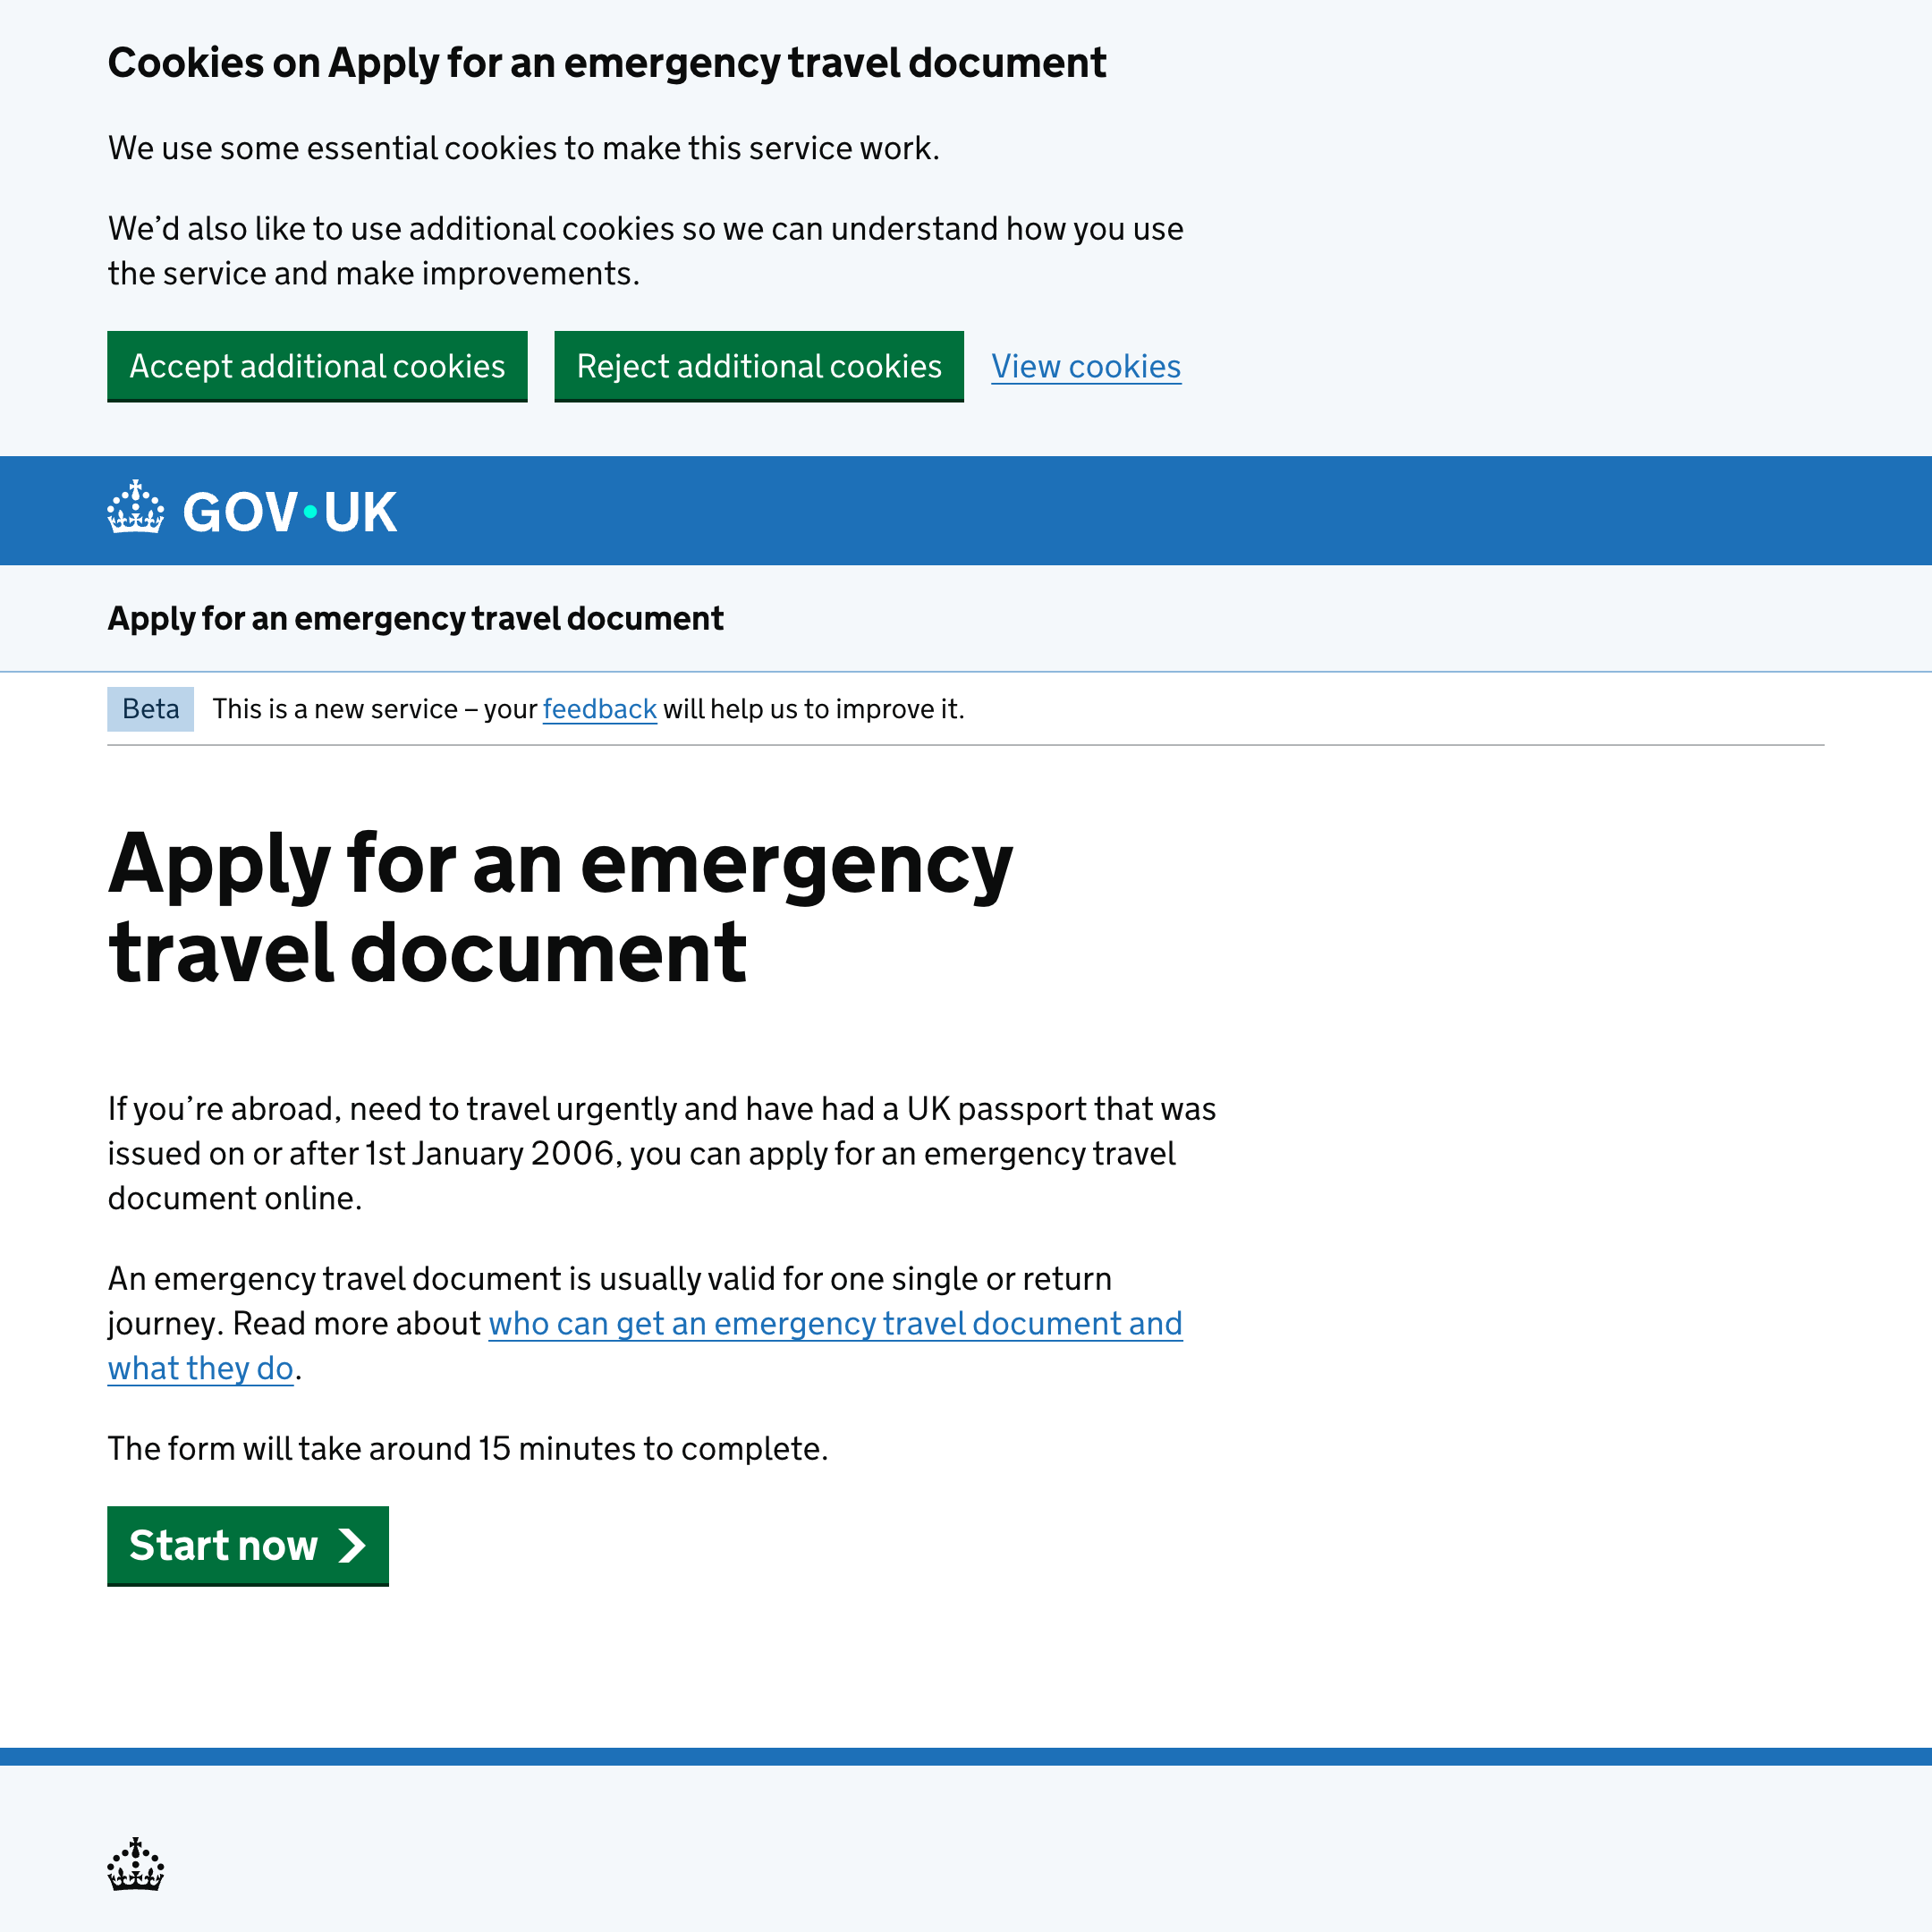 Cookies on Apply for an emergency travel document
We use some essential cookies to make this service work.
We’d also like to use additional cookies so we can understand how you use
the service and make improvements.
Accept additional cookies Reject additional cookies View cookies
GOV·UK
Apply for an emergency travel document
Beta This is a new service – your feedback will help us to improve it.
Apply for an emergency
travel document
If you’re abroad, need to travel urgently and have had a UK passport that was
issued on or after 1st January 2006, you can apply for an emergency travel
document online.
An emergency travel document is usually valid for one single or return
journey. Read more about who can get an emergency travel document and
what they do.
The form will take around 15 minutes to complete.
Start now